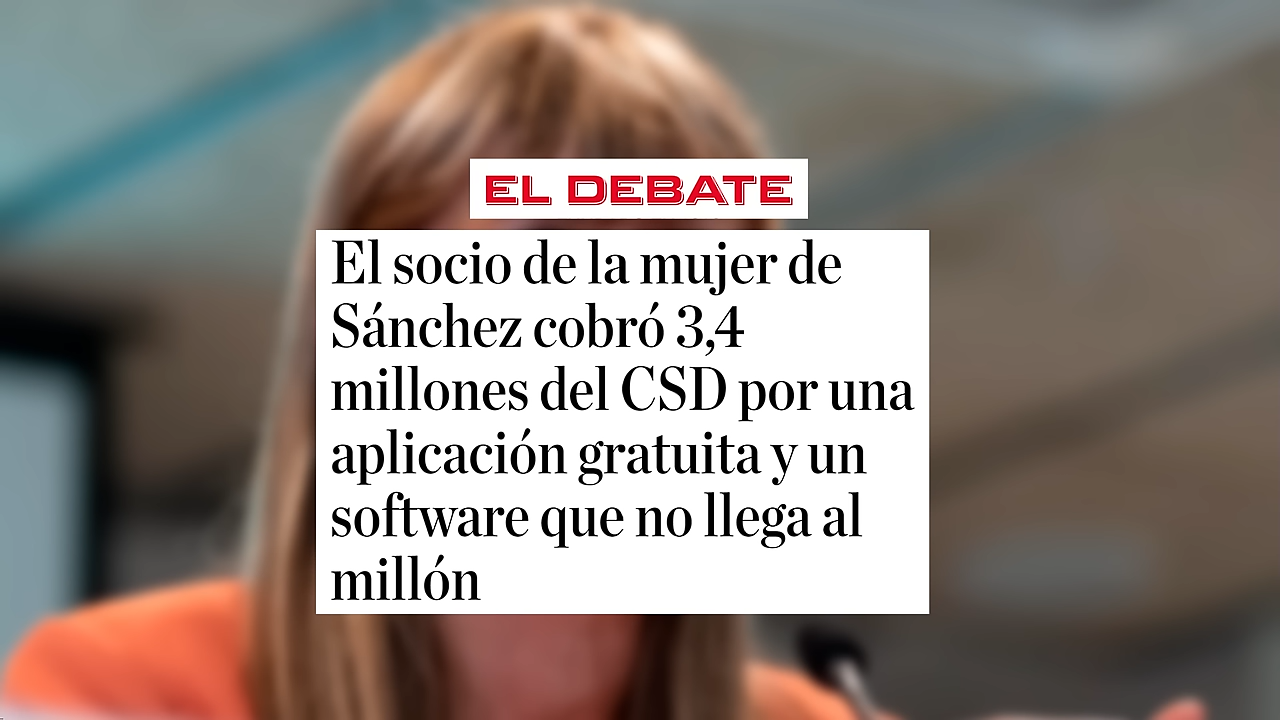 EL DEBATE
El socio de la mujer de
Sánchez cobró 3,4
millones del CSD por una
aplicación gratuita y un
software que no llega al
millón